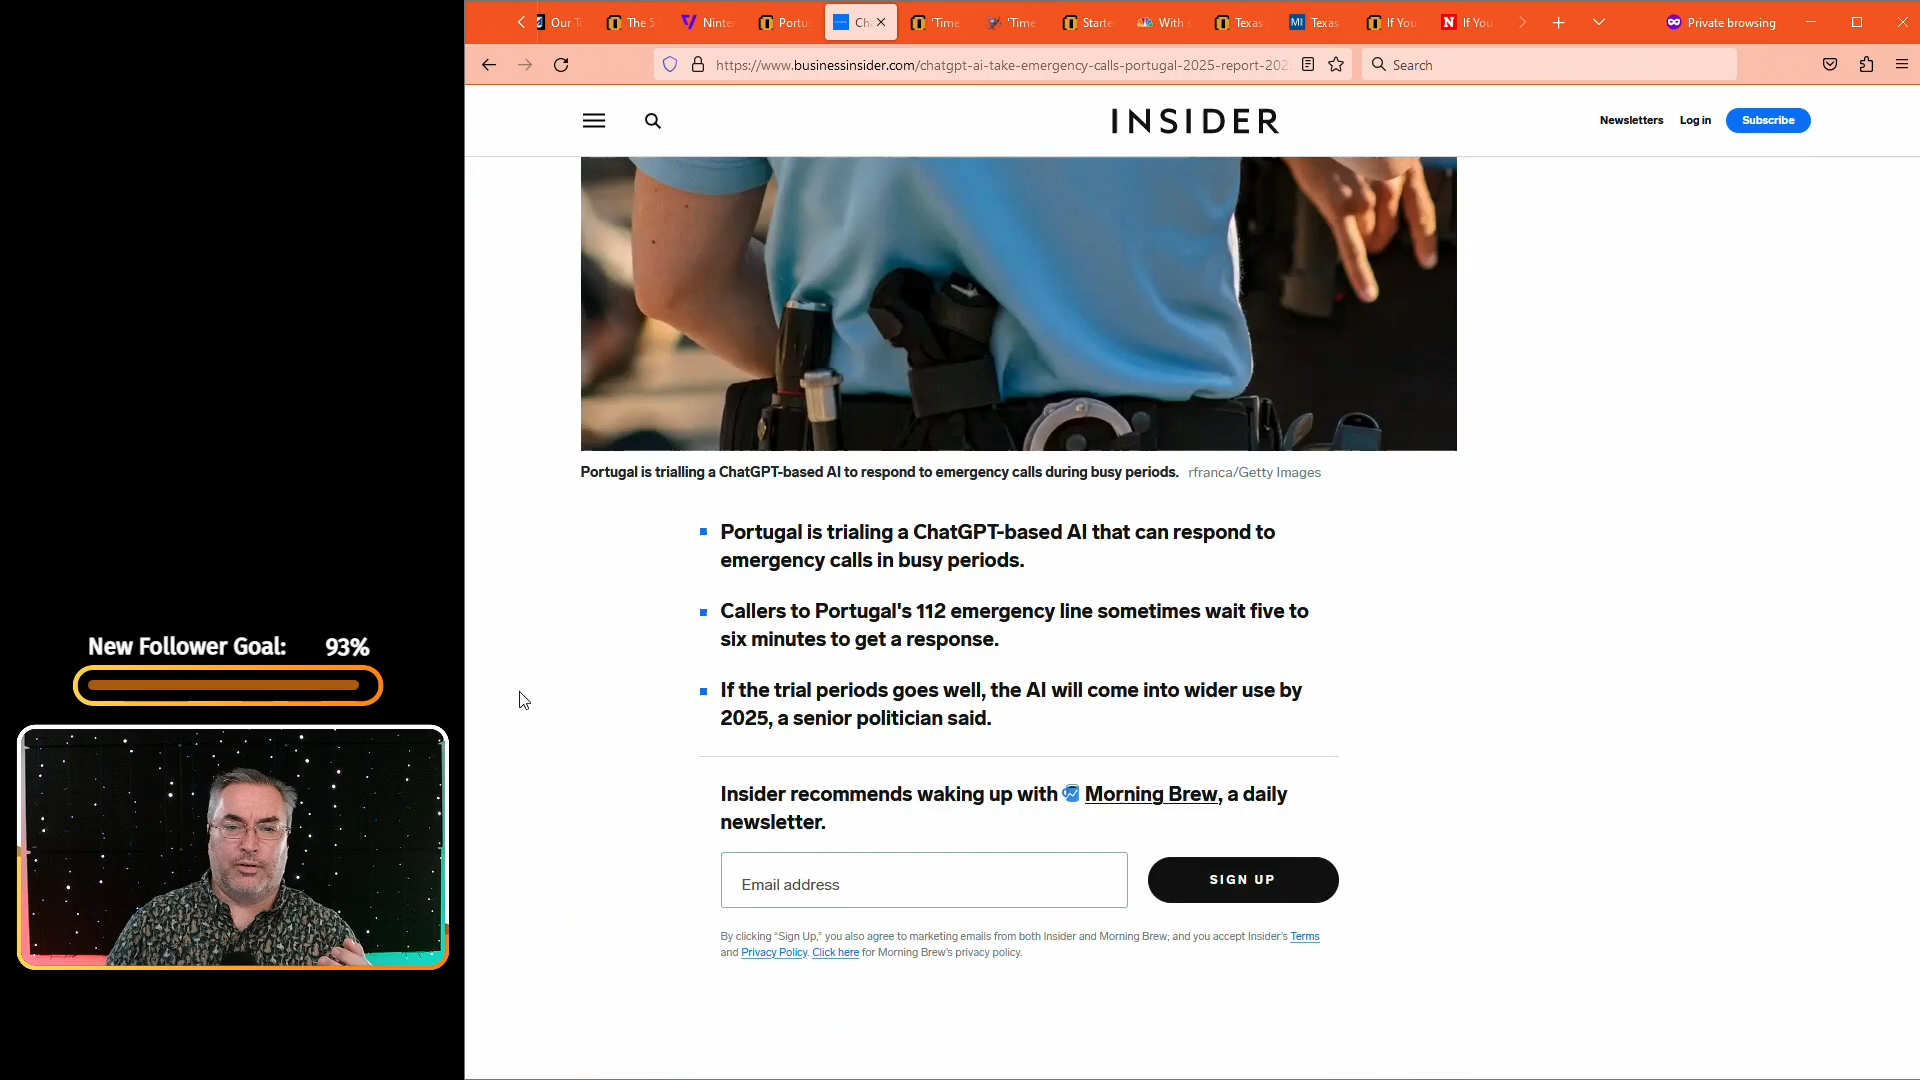 Our T
The 5
Ninte
Portu
Cha
'Time
'Time
Starte
With s
Texas
MI Texas
If You
N If You
Private browsing
https://www.businessinsider.com/chatgpt-ai-take-emergency-calls-portugal-2025-report-202
Search
INSIDER
Newsletters Log in Subscribe
Portugal is trialling a ChatGPT-based AI to respond to emergency calls during busy periods. rfranca/Getty Images
Portugal is trialing a ChatGPT-based AI that can respond to
emergency calls in busy periods.
Callers to Portugal's 112 emergency line sometimes wait five to
six minutes to get a response.
If the trial periods goes well, the AI will come into wider use by
2025, a senior politician said.
Insider recommends waking up with Morning Brew, a daily
newsletter.
Email address
SIGN UP
By clicking “Sign Up,” you also agree to marketing emails from both Insider and Morning Brew; and you accept Insider's Terms
and Privacy Policy. Click here for Morning Brew's privacy policy.
New Follower Goal: 93%